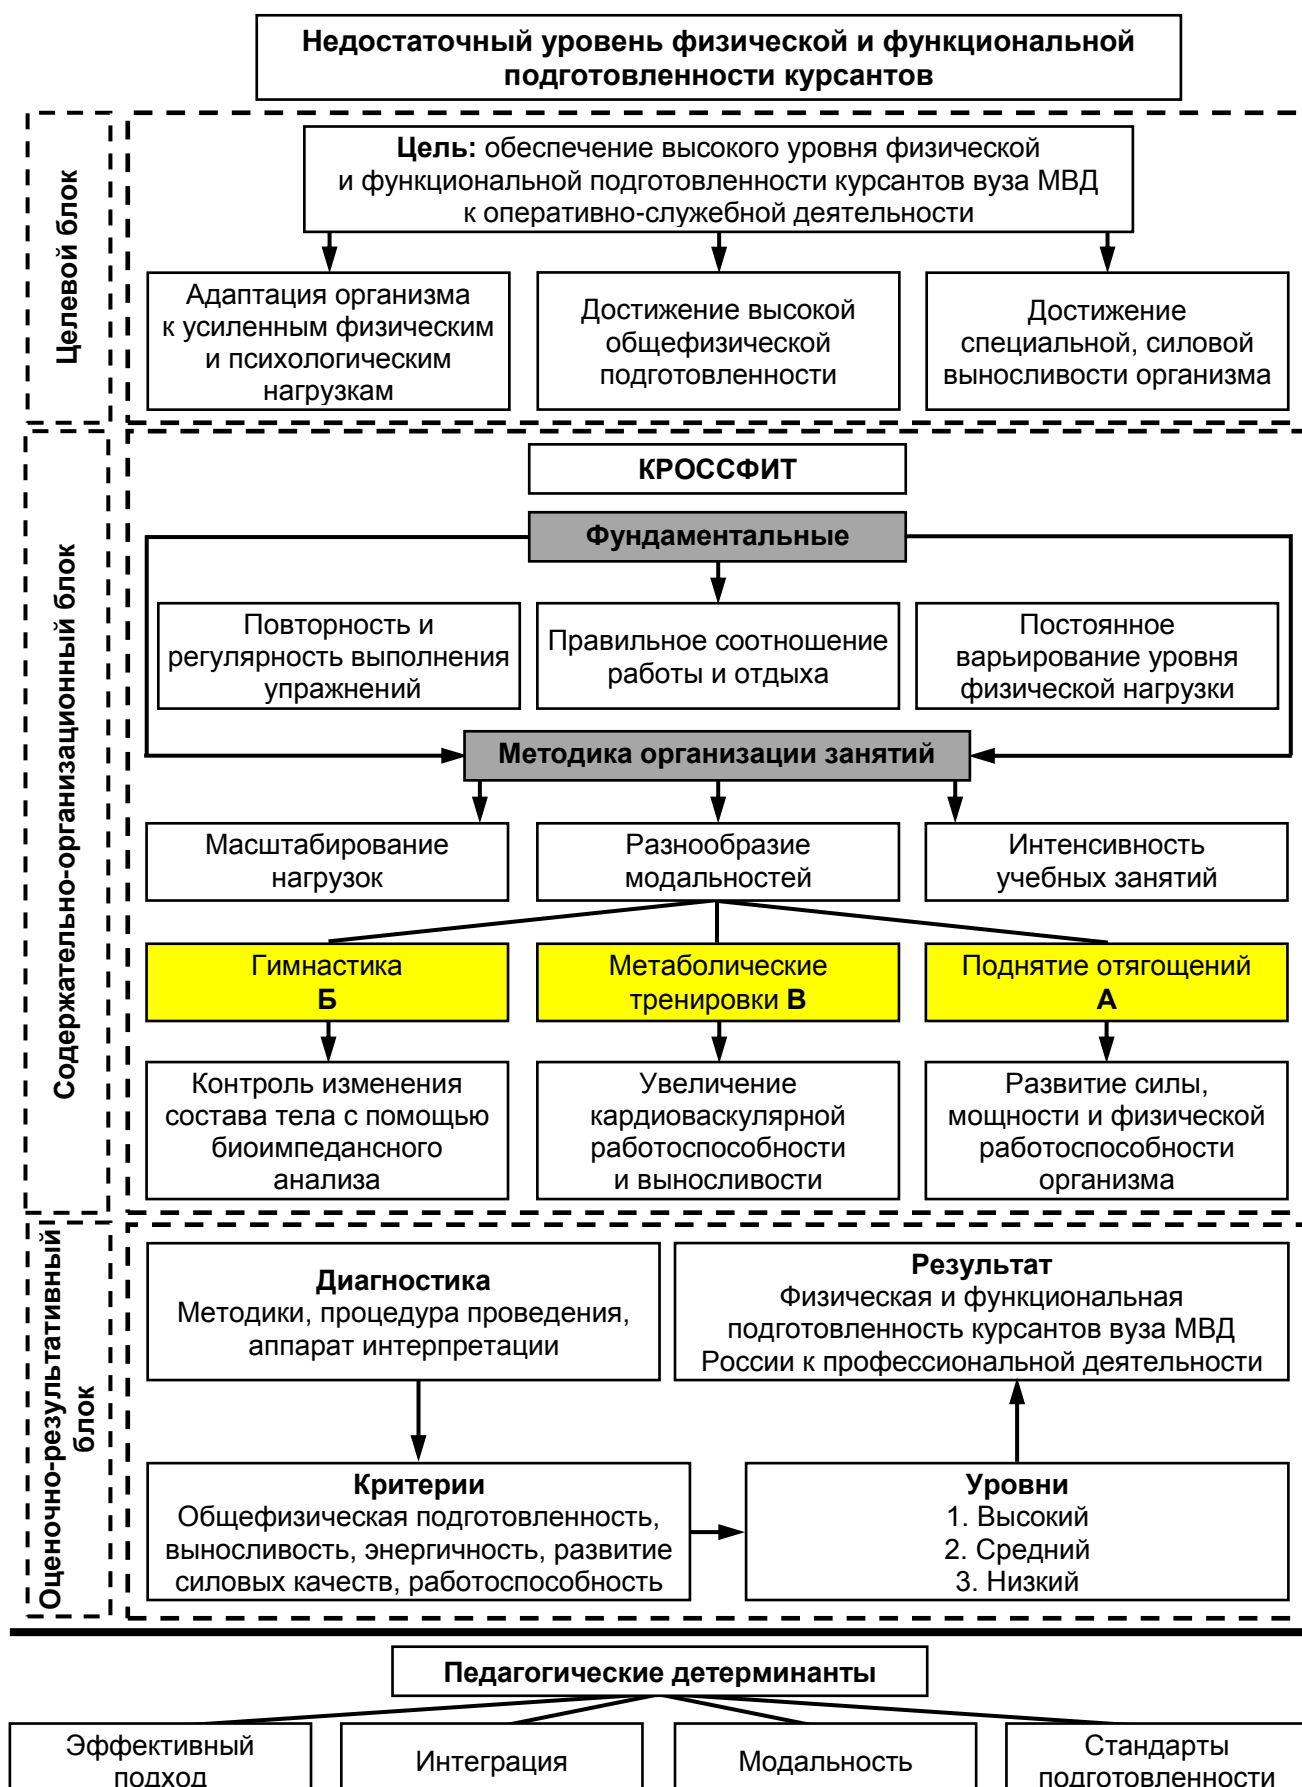 Недостаточный уровень физической и функциональной
подготовленности курсантов
Целевой блок
Цель: обеспечение высокого уровня физической
и функциональной подготовленности курсантов вуза МВД
к оперативно-служебной деятельности
Адаптация организма
к усиленным физическим
и психологическим
нагрузкам
Достижение высокой
общефизической
подготовленности
Достижение
специальной, силовой
выносливости организма
Содержательно-организационный блок
КРОССФИТ
Фундаментальные
Повторность и
регулярность выполнения
упражнений
Правильное соотношение
работы и отдыха
Постоянное
варьирование уровня
физической нагрузки
Методика организации занятий
Масштабирование
нагрузок
Разнообразие
модальностей
Интенсивность
учебных занятий
Гимнастика
Б
Метаболические
тренировки В
Поднятие отягощений
А
Контроль изменения
состава тела с помощью
биоимпедансного
анализа
Увеличение
кардиоваскулярной
работоспособности
и выносливости
Развитие силы,
мощности и физической
работоспособности
организма
Оценочно-результативный
блок
Диагностика
Методики, процедура проведения,
аппарат интерпретации
Результат
Физическая и функциональная
подготовленность курсантов вуза МВД
России к профессиональной деятельности
Критерии
Общефизическая подготовленность,
выносливость, энергичность, развитие
силовых качеств, работоспособность
Уровни
1. Высокий
2. Средний
3. Низкий
Педагогические детерминанты
Эффективный
подход
Интеграция
Модальность
Стандарты
подготовленности